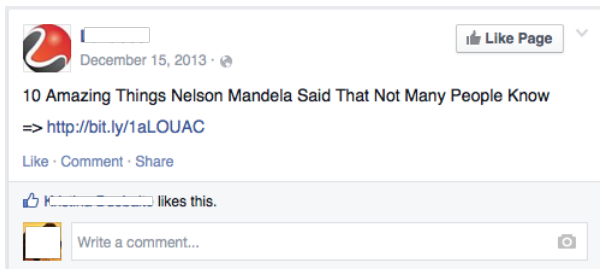 Like Page
December 15, 2013 ·
10 Amazing Things Nelson Mandela Said That Not Many People Know
=> http://bit.ly/1aLOUAC
Like · Comment · Share
likes this.
Write a comment...